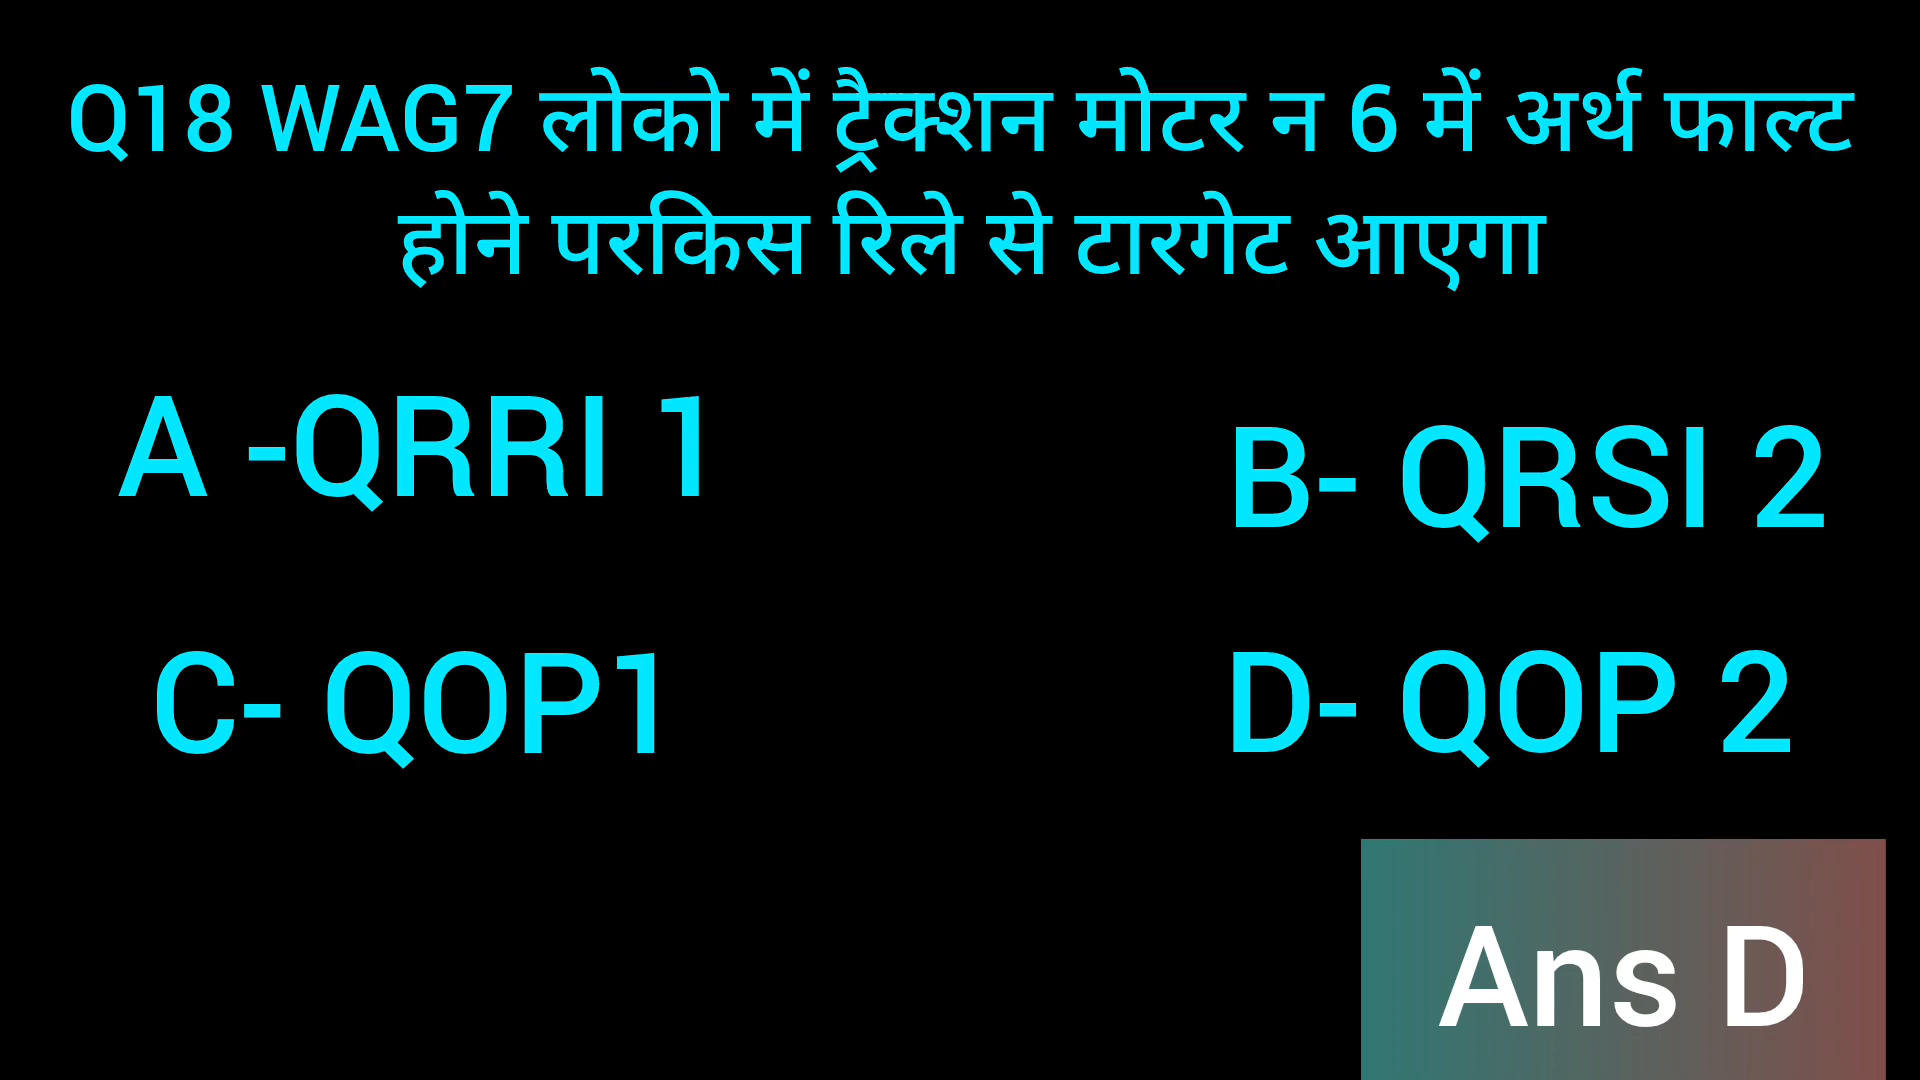 Q18 WAG7 लोको में ट्रैक्शन मोटर न 6 में अर्थ फाल्ट
होने परकिस रिले से टारगेट आएगा
A -QRRI 1
B- QRSI 2
C- QOP1
D- QOP 2
Ans D